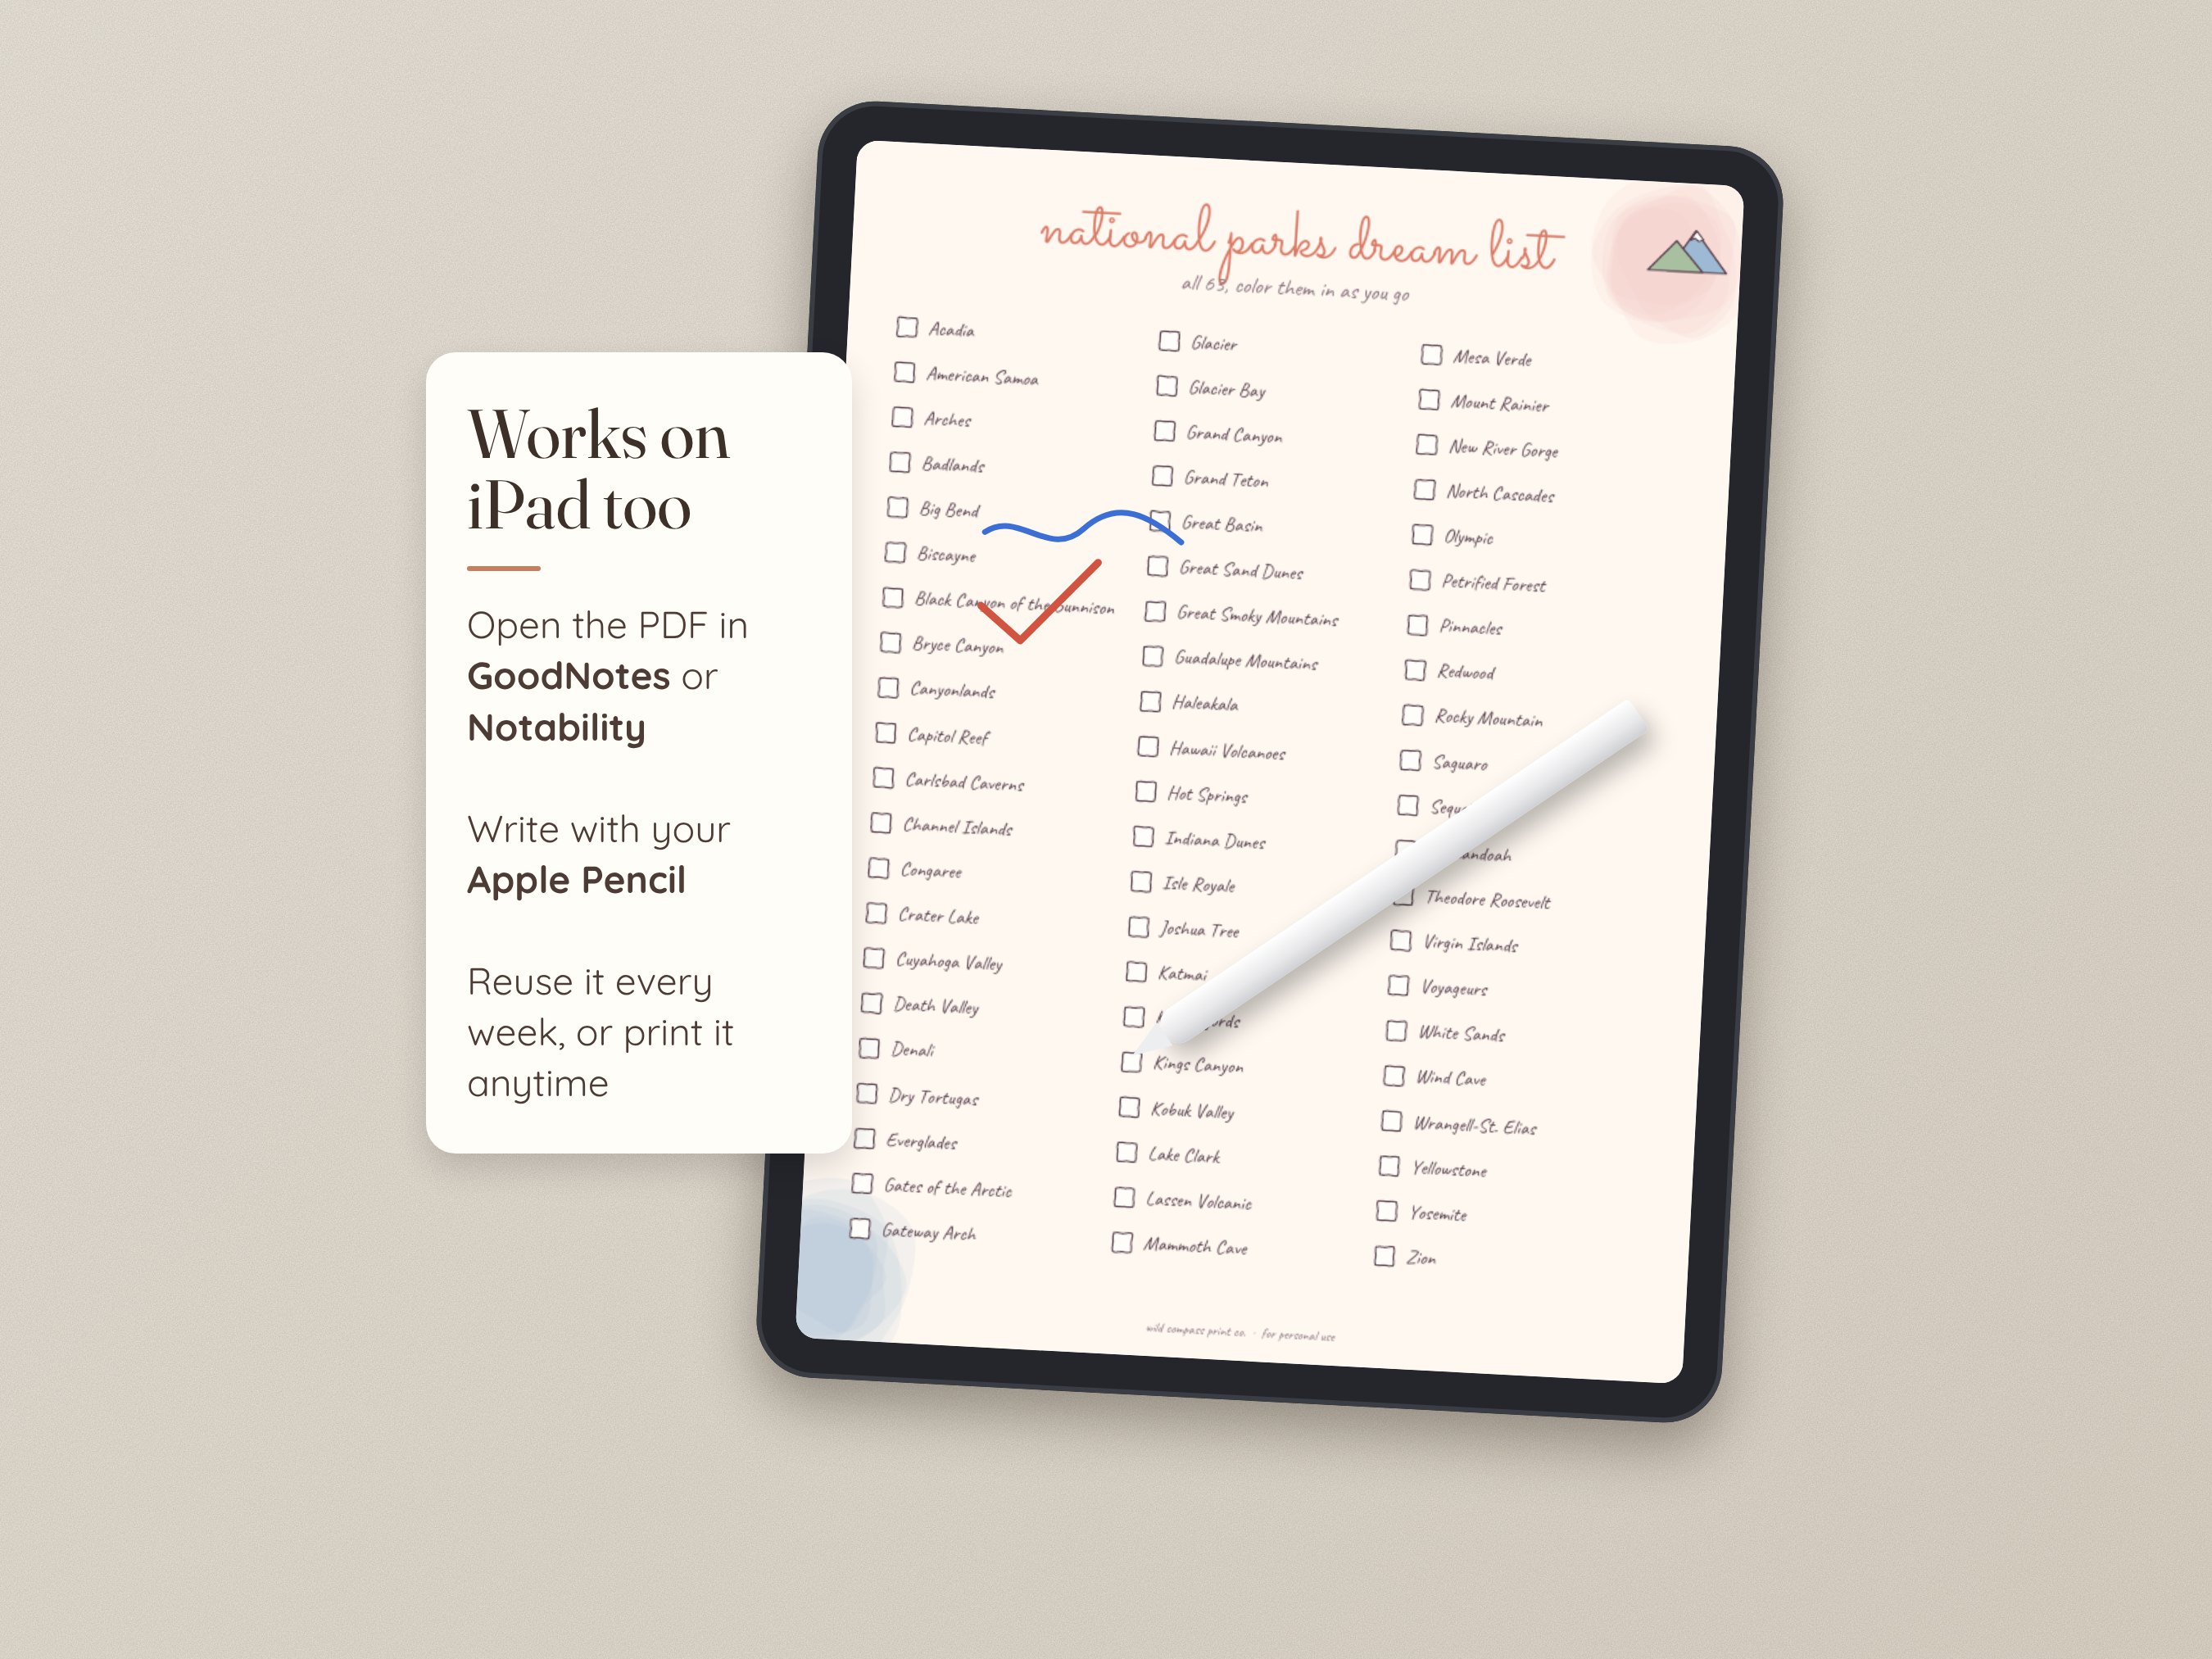 Works on
iPad too
Open the PDF in
GoodNotes or
Notability
Write with your
Apple Pencil
Reuse it every
week, or print it
anytime
national parks dream list
all 63, color them in as you go
Acadia
American Samoa
Arches
Badlands
Big Bend
Biscayne
Black Canyon of the Gunnison
Bryce Canyon
Canyonlands
Capitol Reef
Carlsbad Caverns
Channel Islands
Congaree
Crater Lake
Cuyahoga Valley
Death Valley
Denali
Dry Tortugas
Everglades
Gates of the Arctic
Gateway Arch
Glacier
Glacier Bay
Grand Canyon
Grand Teton
Great Basin
Great Sand Dunes
Great Smoky Mountains
Guadalupe Mountains
Haleakala
Hawaii Volcanoes
Hot Springs
Indiana Dunes
Isle Royale
Joshua Tree
Katmai
Kings Canyon
Kobuk Valley
Lake Clark
Lassen Volcanic
Mammoth Cave
Mesa Verde
Mount Rainier
New River Gorge
North Cascades
Olympic
Petrified Forest
Pinnacles
Redwood
Rocky Mountain
Saguaro
Theodore Roosevelt
Virgin Islands
Voyageurs
White Sands
Wind Cave
Wrangell-St. Elias
Yellowstone
Yosemite
Zion
wild compass print co. · for personal use